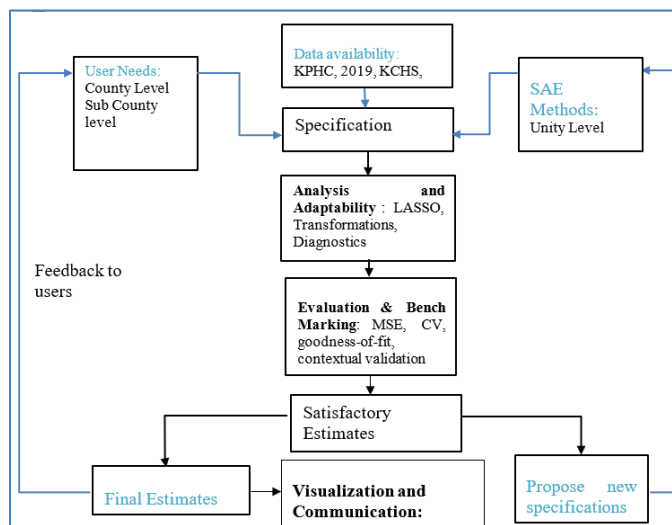 Data availability:
KPHC, 2019, KCHS,
User Needs:
County Level
Sub County
level
SAE
Methods:
Unity Level
Specification
Analysis and
Adaptability : LASSO,
Transformations,
Diagnostics
Feedback to
users
Evaluation & Bench
Marking: MSE, CV,
goodness-of-fit,
contextual validation
Satisfactory
Estimates
Final Estimates
Visualization and
Communication:
Propose new
specifications